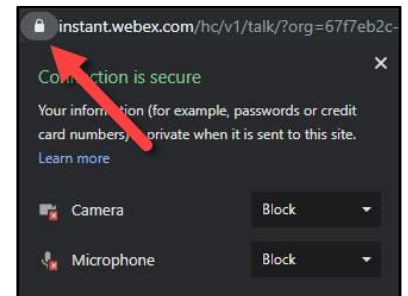 instant.webex.com/hc/v1/talk/?org=67f7eb2c-
Connection is secure
Your information (for example, passwords or credit
card numbers) is private when it is sent to this site.
Learn more
Camera Block
Microphone Block